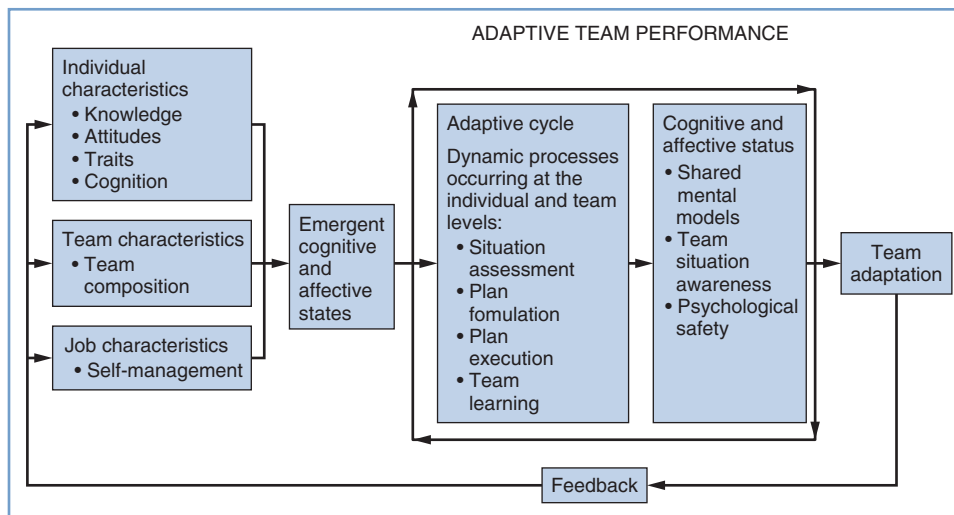 ADAPTIVE TEAM PERFORMANCE
Individual
characteristics
• Knowledge
• Attitudes
• Traits
• Cognition
Team characteristics
• Team
composition
Job characteristics
• Self-management
Emergent
cognitive
and
affective
states
Adaptive cycle
Dynamic processes
occurring at the
individual and team
levels:
• Situation
assessment
• Plan
fomulation
• Plan
execution
• Team
learning
Cognitive and
affective status
• Shared
mental
models
• Team
situation
awareness
• Psychological
safety
Team
adaptation
Feedback